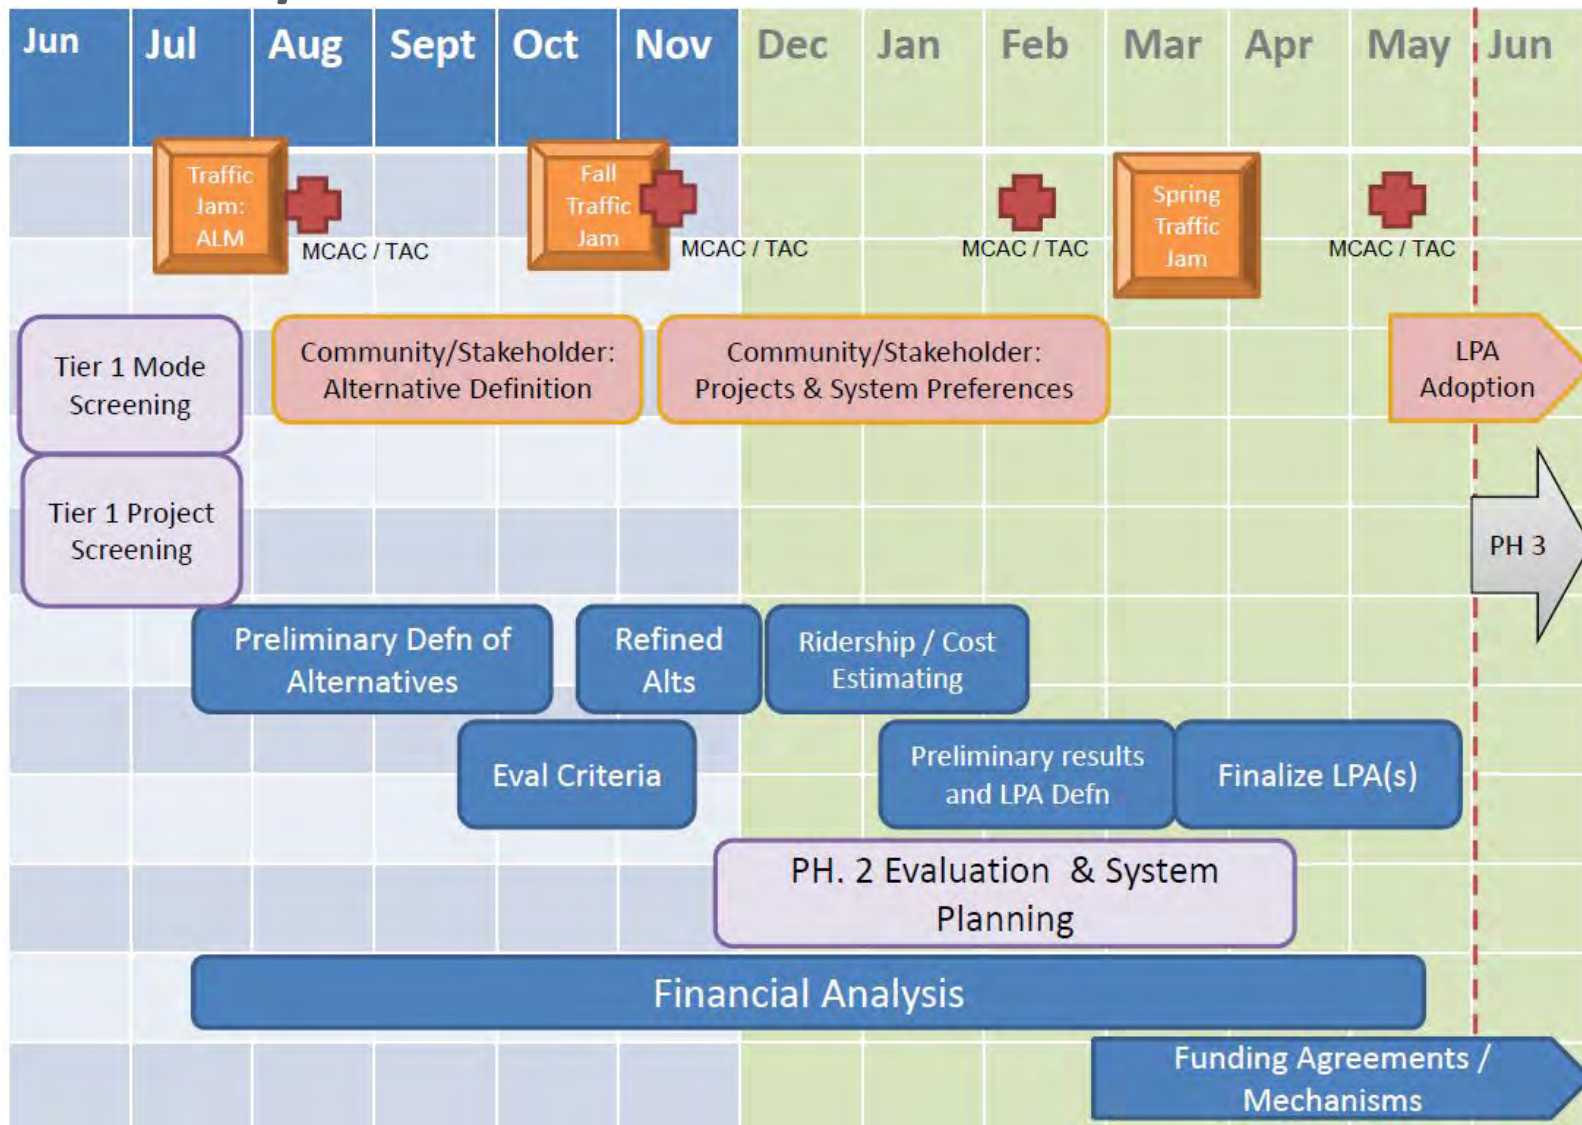 Jun Jul Aug Sept Oct Nov Dec Jan Feb Mar Apr May Jun
Traffic
Jam:
ALM
MCAC / TAC
Fall
Traffic
Jam
MCAC / TAC
MCAC / TAC
Spring
Traffic
Jam
MCAC / TAC
Tier 1 Mode
Screening
Community/Stakeholder:
Alternative Definition
Community/Stakeholder:
Projects & System Preferences
LPA
Adoption
Tier 1 Project
Screening
PH 3
Preliminary Defn of
Alternatives
Refined
Alts
Ridership / Cost
Estimating
Eval Criteria
Preliminary results
and LPA Defn
Finalize LPA(s)
PH. 2 Evaluation & System
Planning
Financial Analysis
Funding Agreements /
Mechanisms